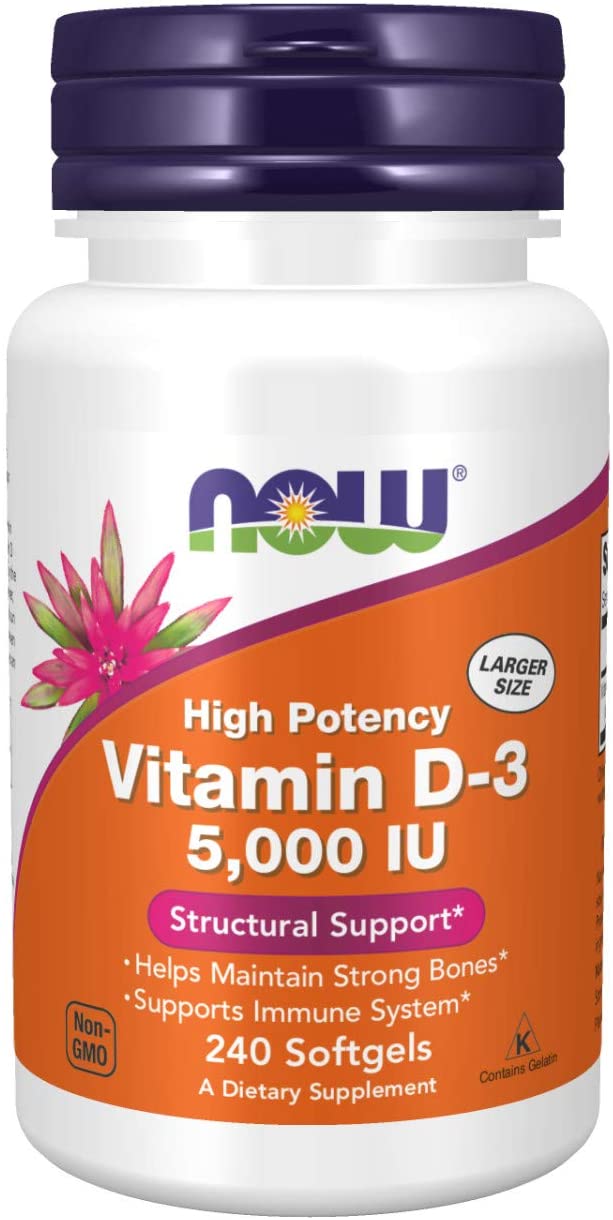 NOW®
LARGER
SIZE
High Potency
Vitamin D-3
5,000 IU
Structural Support*
•Helps Maintain Strong Bones*
•Supports Immune System*
Non-
GMO
240 Softgels
K
Contains Gelatin
A Dietary Supplement